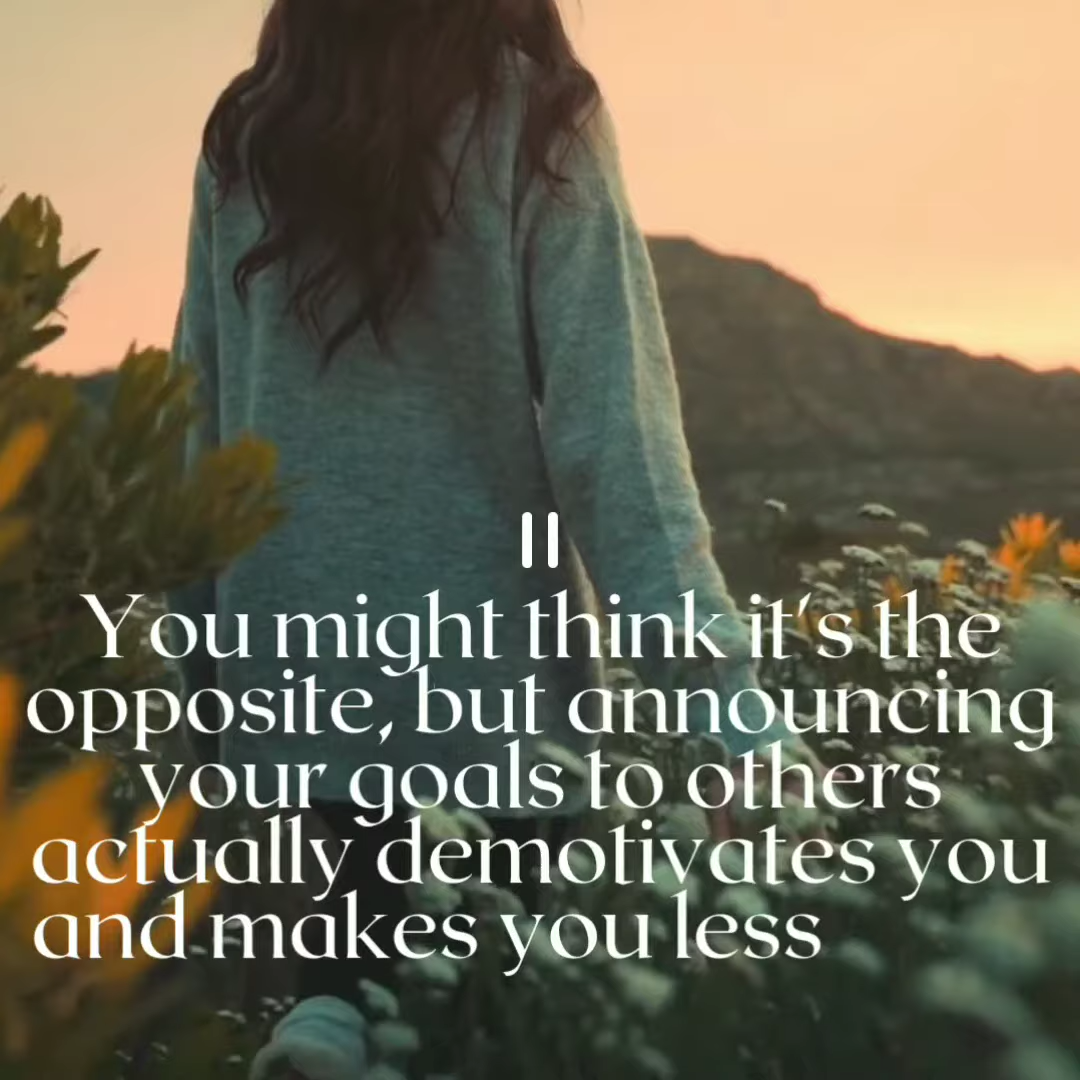 You might think it's the
opposite, but announcing
your goals to others
actually demotivates you
and makes you less